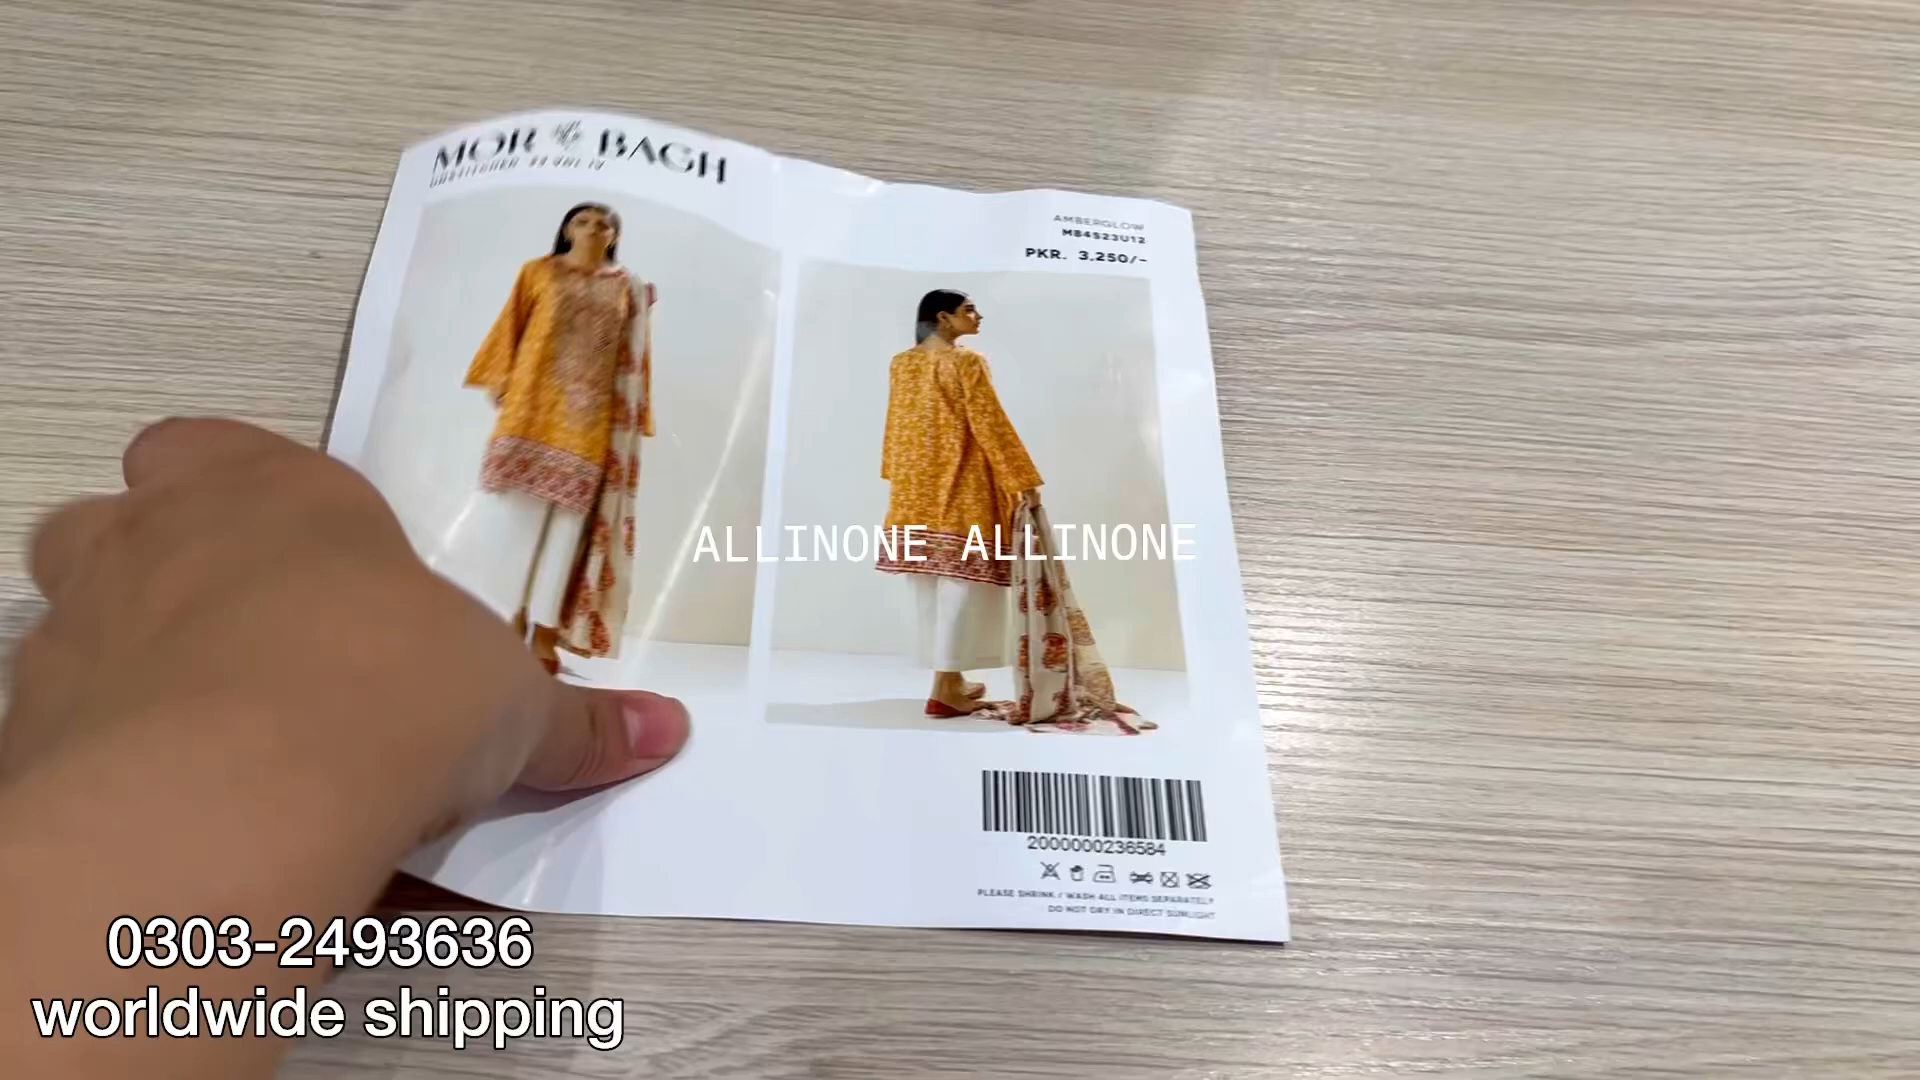 MOR BAGH
AMBERGLOW
MB4S23U12
PKR. 3,250/-
ALLINONE ALLINONE
2000000236584
PLEASE SHRINK / WASH ALL ITEMS SEPARATELY
DO NOT DRY IN DIRECT SUNLIGHT
0303-2493636
worldwide shipping